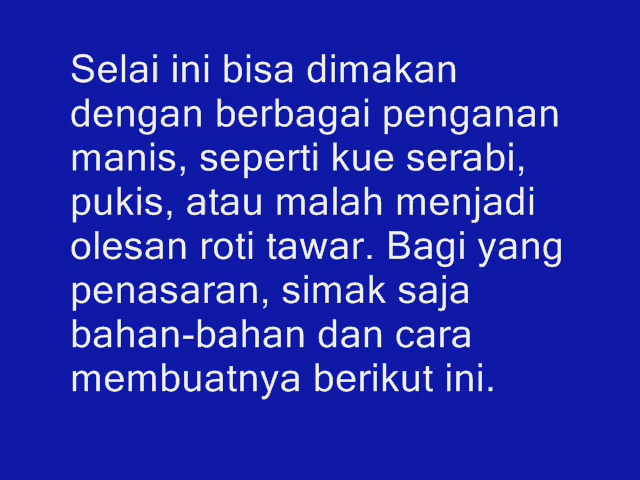 Selai ini bisa dimakan
dengan berbagai penganan
manis, seperti kue serabi,
pukis, atau malah menjadi
olesan roti tawar. Bagi yang
penasaran, simak saja
bahan-bahan dan cara
membuatnya berikut ini.